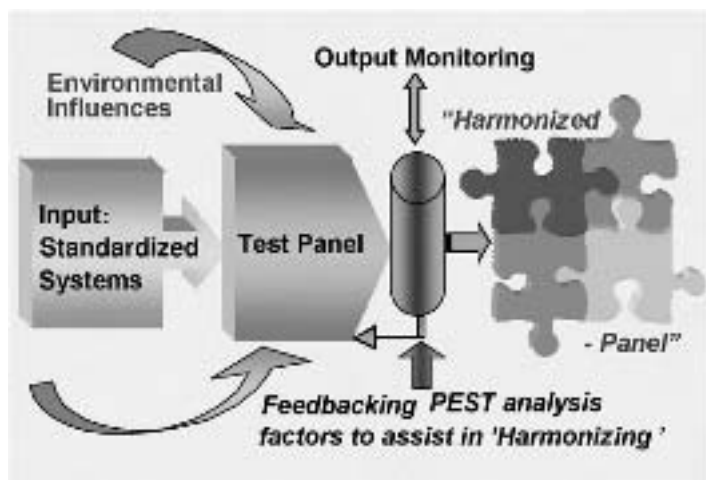 Output Monitoring
Environmental
Influences
"Harmonized
Input:
Standardized
Systems
Test Panel
- Panel"
Feedbacking PEST analysis
factors to assist in 'Harmonizing'